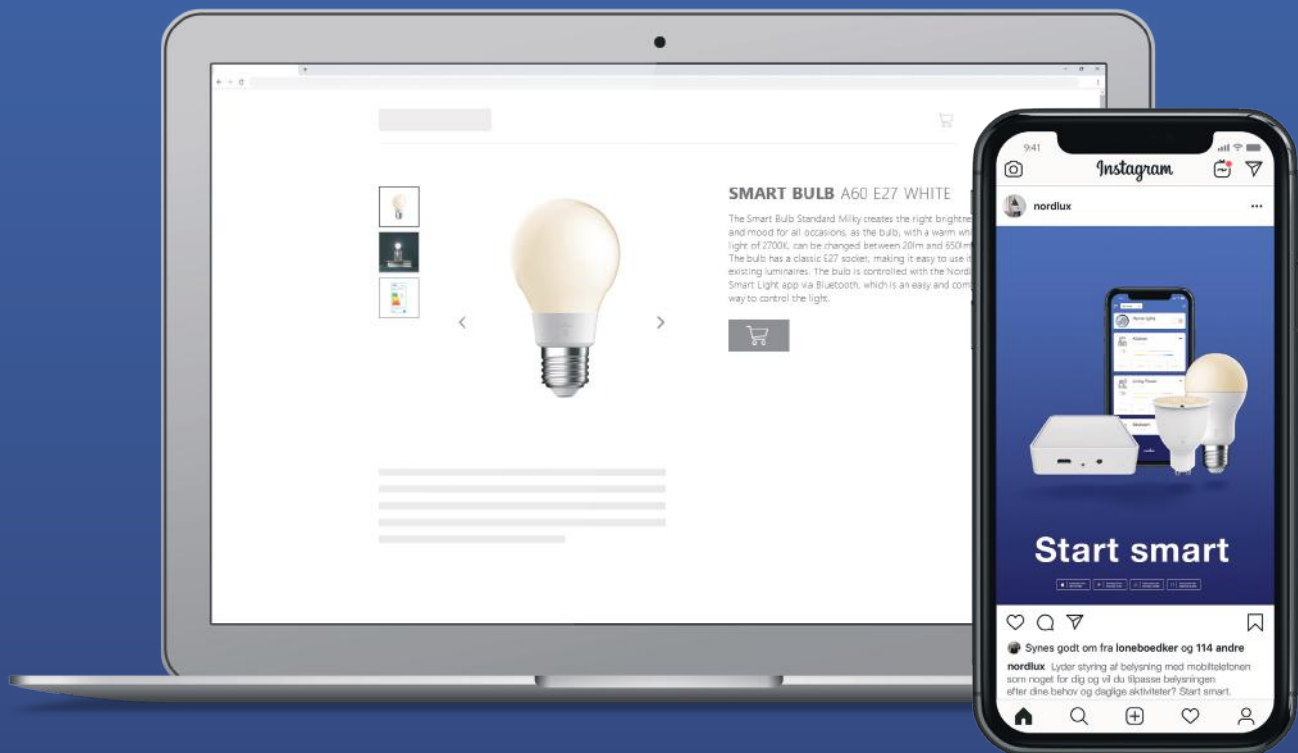 SMART BULB A60 E27 WHITE
The Smart Bulb Standard Milky creates the right
and mood for all occasions, as the bulb, with a warm
light of 2700K, can be changed between 20lm and 650lm
The bulb has a classic E27 socket, making it easy to use
existing luminaires. The bulb is controlled with the
Smart Light app via Bluetooth, which is an easy and
way to control the light.
9:41
Instagram
nordlux
Kitchen
Living Room
Start smart
Synes godt om fra loneboedker og 114 andre
nordlux Lyder styring af belysning med mobiltelefonen
som noget for dig og vil du tilpasse belysningen
efter dine behov og daglige aktiviteter? Start smart.